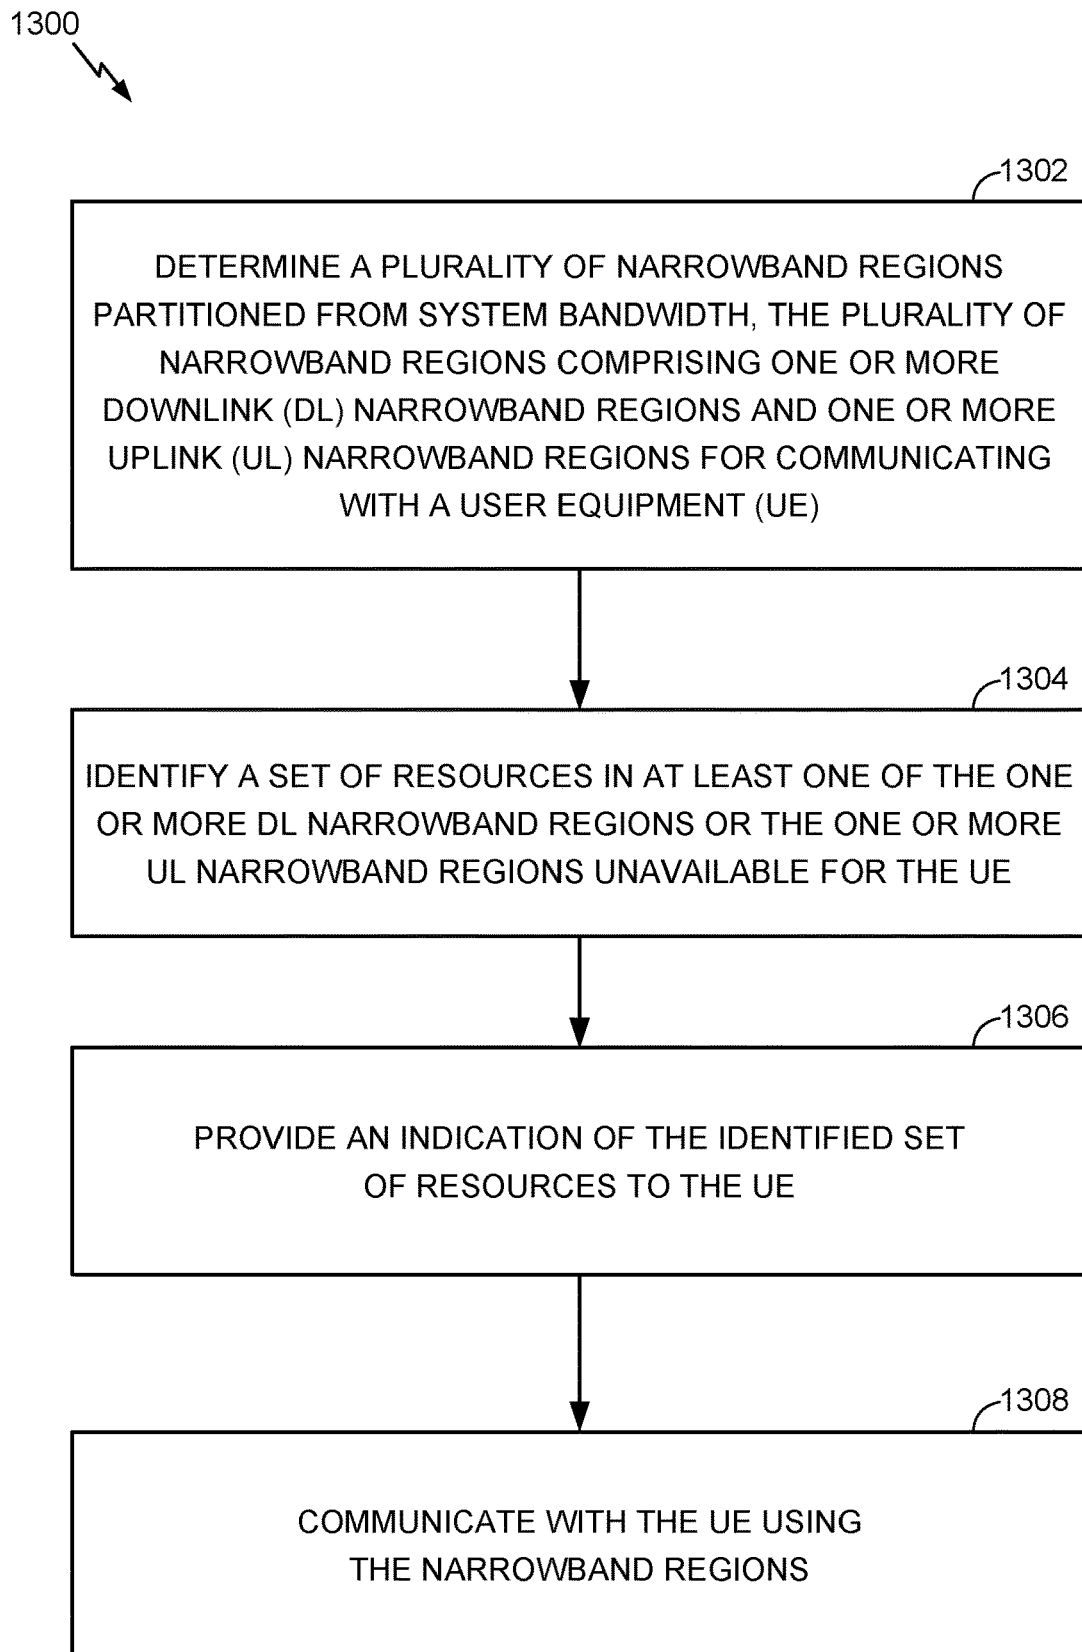 1300
1302
DETERMINE A PLURALITY OF NARROWBAND REGIONS
PARTITIONED FROM SYSTEM BANDWIDTH, THE PLURALITY OF
NARROWBAND REGIONS COMPRISING ONE OR MORE
DOWNLINK (DL) NARROWBAND REGIONS AND ONE OR MORE
UPLINK (UL) NARROWBAND REGIONS FOR COMMUNICATING
WITH A USER EQUIPMENT (UE)
1304
IDENTIFY A SET OF RESOURCES IN AT LEAST ONE OF THE ONE
OR MORE DL NARROWBAND REGIONS OR THE ONE OR MORE
UL NARROWBAND REGIONS UNAVAILABLE FOR THE UE
1306
PROVIDE AN INDICATION OF THE IDENTIFIED SET
OF RESOURCES TO THE UE
1308
COMMUNICATE WITH THE UE USING
THE NARROWBAND REGIONS